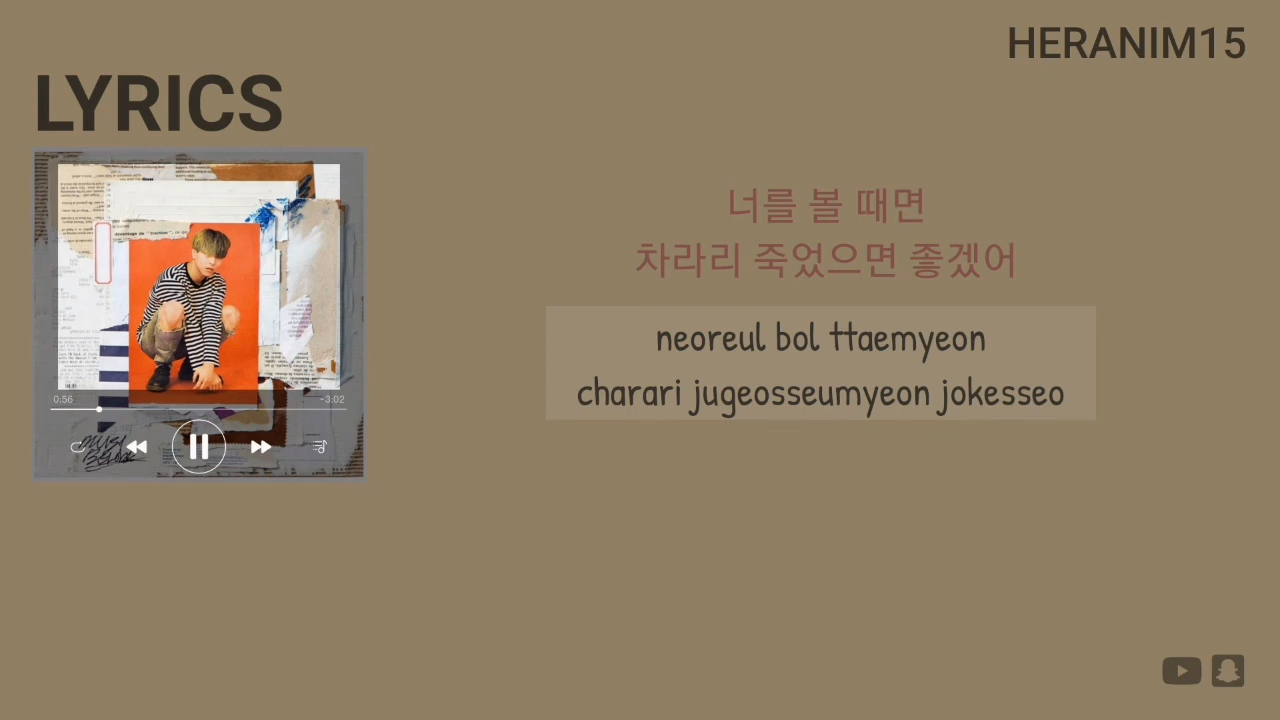 HERANIM15
LYRICS
너를 볼 때면
차라리 죽었으면 좋겠어
neoreul bol ttaemyeon
charari jugeosseumyeon jokesseo
0:56
-3:02